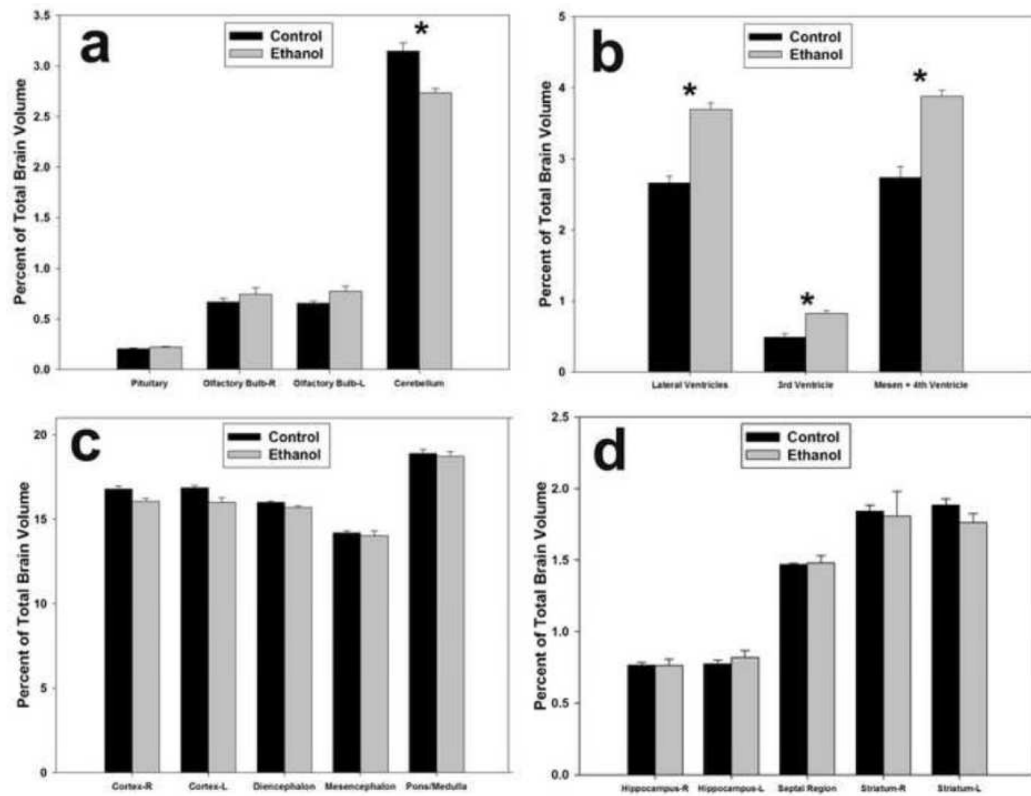 a
Control
Ethanol
*
Percent of Total Brain Volume
3.5
3.0
2.5
2.0
1.5
1.0
0.5
0.0
Pituitary Olfactory Bulb-R Olfactory Bulb-L Cerebellum
b
Control
Ethanol
*
*
*
Percent of Total Brain Volume
5
4
3
2
1
0
Lateral Ventricles 3rd Ventricle Mesen + 4th Ventricle
c
Control
Ethanol
Percent of Total Brain Volume
20
15
10
5
0
Cortex-R Cortex-L Diencephalon Mesencephalon Pons/Medulla
d
Control
Ethanol
Percent of Total Brain Volume
2.5
2.0
1.5
1.0
0.5
0.0
Hippocampus-R Hippocampus-L Septal Region Striatum-R Striatum-L